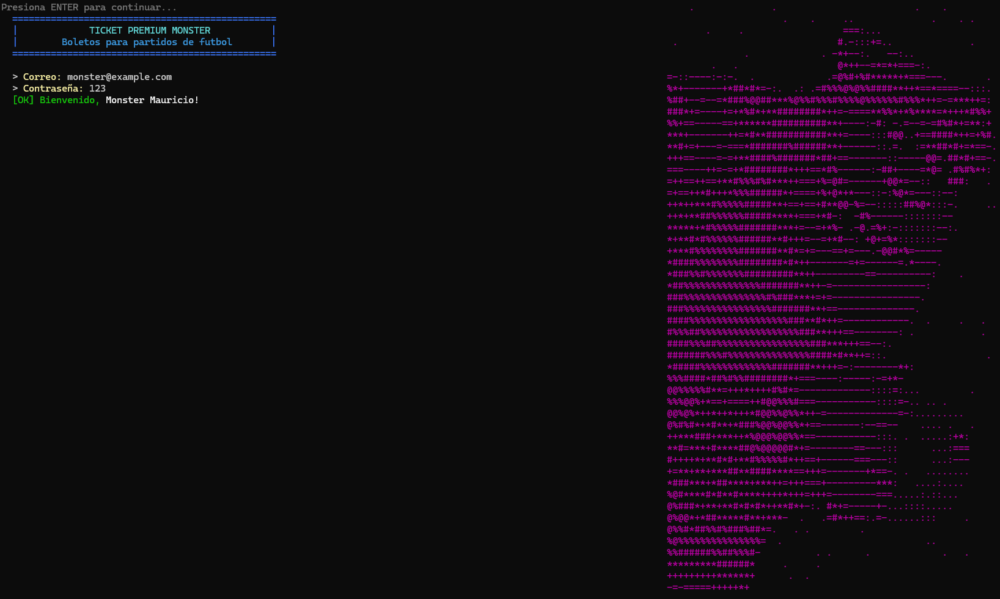 Presiona ENTER para continuar...
TICKET PREMIUM MONSTER
Boletos para partidos de futbol
> Correo: monster@example.com
> Contraseña: 123
[OK] Bienvenido, Monster Mauricio!